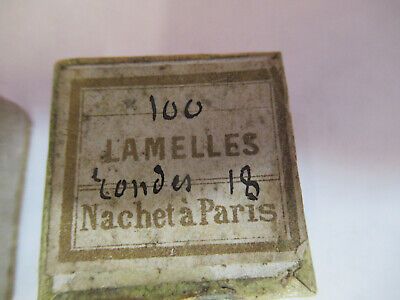 100
LAMELLES
rondes 18
Nachet à Paris